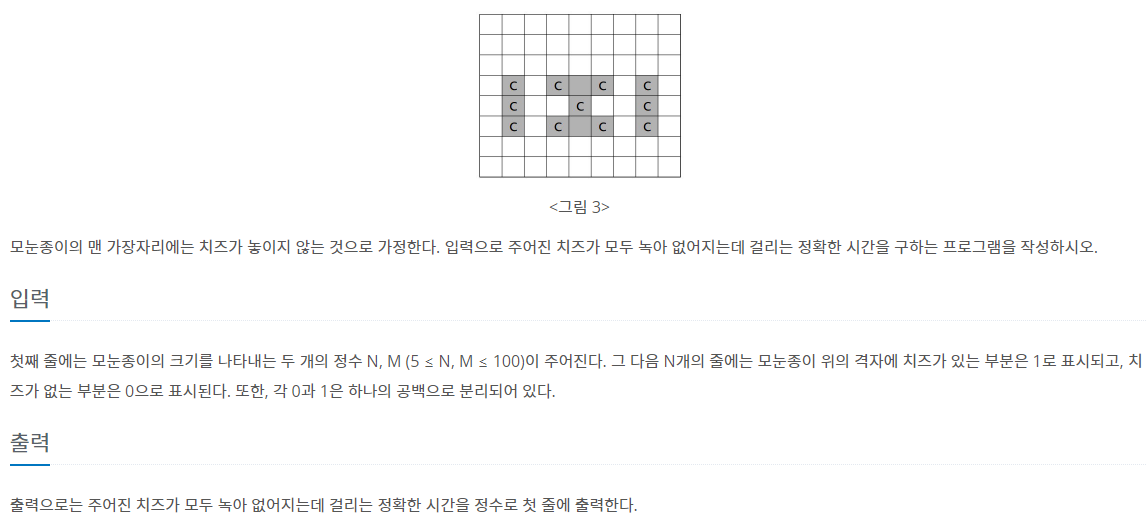 C C C C
C C C
C C C C
<그림 3>
모눈종이의 맨 가장자리에는 치즈가 놓이지 않는 것으로 가정한다. 입력으로 주어진 치즈가 모두 녹아 없어지는데 걸리는 정확한 시간을 구하는 프로그램을 작성하시오.
입력
첫째 줄에는 모눈종이의 크기를 나타내는 두 개의 정수 N, M (5 ≤ N, M ≤ 100)이 주어진다. 그 다음 N개의 줄에는 모눈종이 위의 격자에 치즈가 있는 부분은 1로 표시되고, 치
즈가 없는 부분은 0으로 표시된다. 또한, 각 0과 1은 하나의 공백으로 분리되어 있다.
출력
출력으로는 주어진 치즈가 모두 녹아 없어지는데 걸리는 정확한 시간을 정수로 첫 줄에 출력한다.